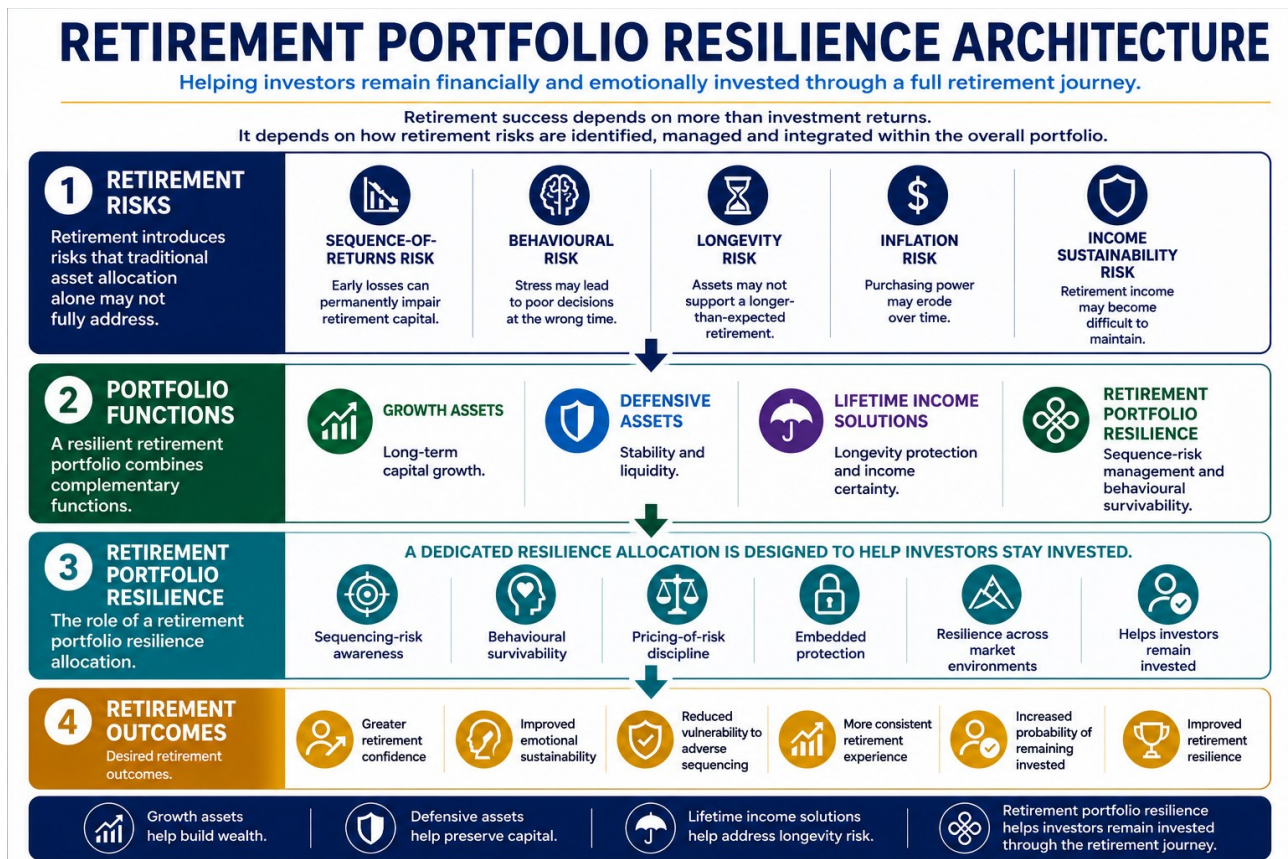 RETIREMENT PORTFOLIO RESILIENCE ARCHITECTURE
Helping investors remain financially and emotionally invested through a full retirement journey.
Retirement success depends on more than investment returns.
It depends on how retirement risks are identified, managed and integrated within the overall portfolio.
1
RETIREMENT
RISKS
Retirement introduces
risks that traditional
asset allocation
alone may not
fully address.
SEQUENCE-OF-
RETURNS RISK
Early losses can
permanently impair
retirement capital.
BEHAVIOURAL
RISK
Stress may lead
to poor decisions
at the wrong time.
LONGEVITY
RISK
Assets may not
support a longer-
than-expected
retirement.
$
INFLATION
RISK
Purchasing power
may erode
over time.
INCOME
SUSTAINABILITY
RISK
Retirement income
may become
difficult to
maintain.
2
PORTFOLIO
FUNCTIONS
A resilient retirement
portfolio combines
complementary
functions.
GROWTH ASSETS
Long-term
capital growth.
DEFENSIVE
ASSETS
Stability and
liquidity.
LIFETIME INCOME
SOLUTIONS
Longevity protection
and income
certainty.
RETIREMENT
PORTFOLIO
RESILIENCE
Sequence-risk
management and
behavioural
survivability.
3
RETIREMENT
PORTFOLIO
RESILIENCE
The role of a retirement
portfolio resilience
allocation.
A DEDICATED RESILIENCE ALLOCATION IS DESIGNED TO HELP INVESTORS STAY INVESTED.
Sequencing-risk
awareness
Behavioural
survivability
Pricing-of-risk
discipline
Embedded
protection
Resilience across
market
environments
Helps investors
remain
invested
4
RETIREMENT
OUTCOMES
Desired retirement
outcomes.
Greater
retirement
confidence
Improved
emotional
sustainability
Reduced
vulnerability to
adverse
sequencing
More consistent
retirement
experience
Increased
probability of
remaining
invested
Improved
retirement
resilience
Growth assets
help build wealth.
Defensive assets
help preserve capital.
Lifetime income solutions
help address longevity risk.
Retirement portfolio resilience
helps investors remain invested
through the retirement journey.